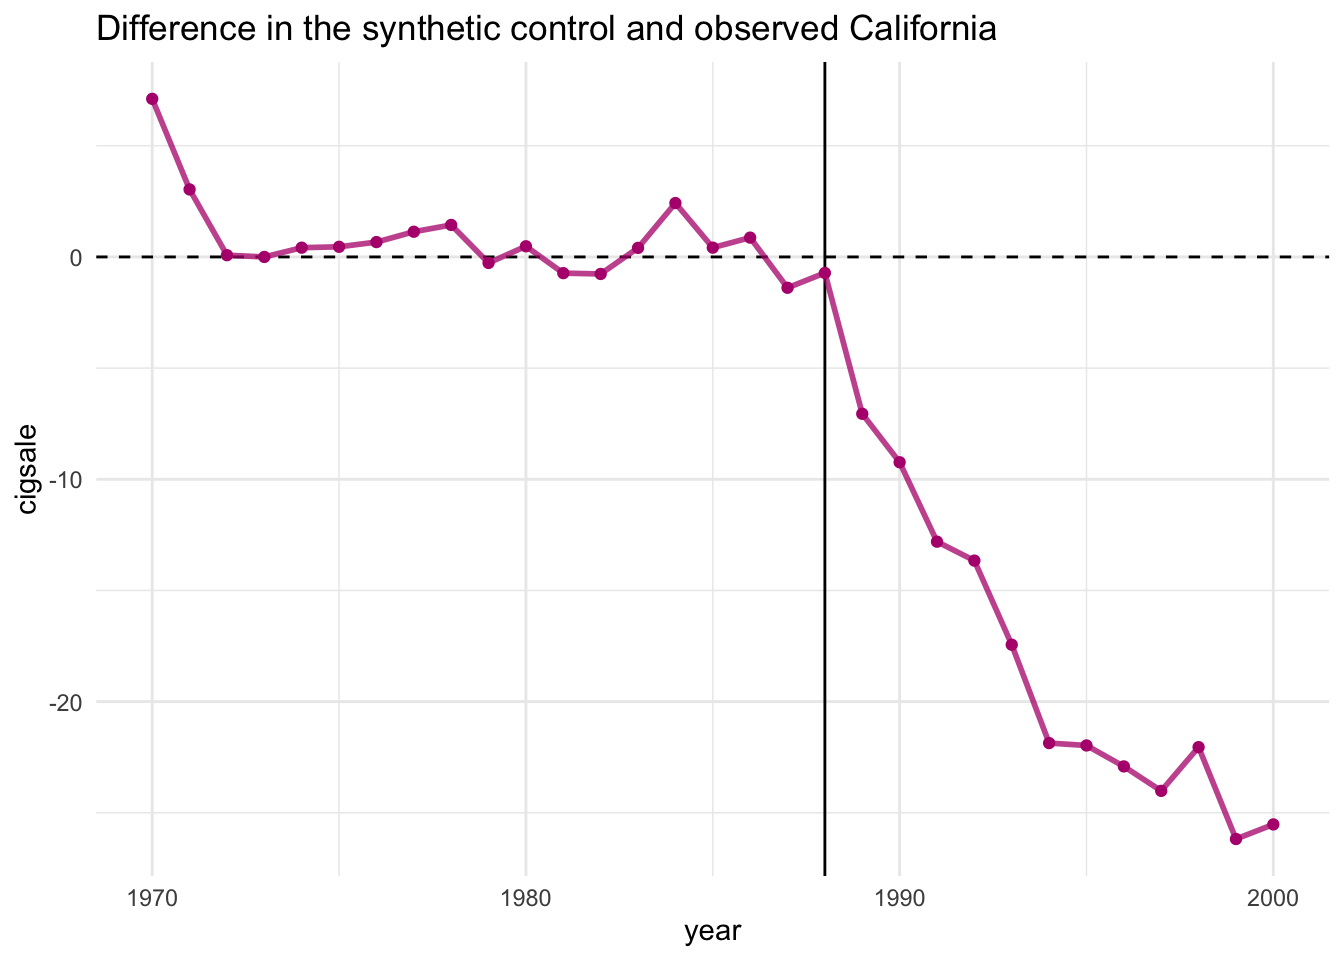 Difference in the synthetic control and observed California
cigsale
0
-10
-20
1970
1980
1990
2000
year